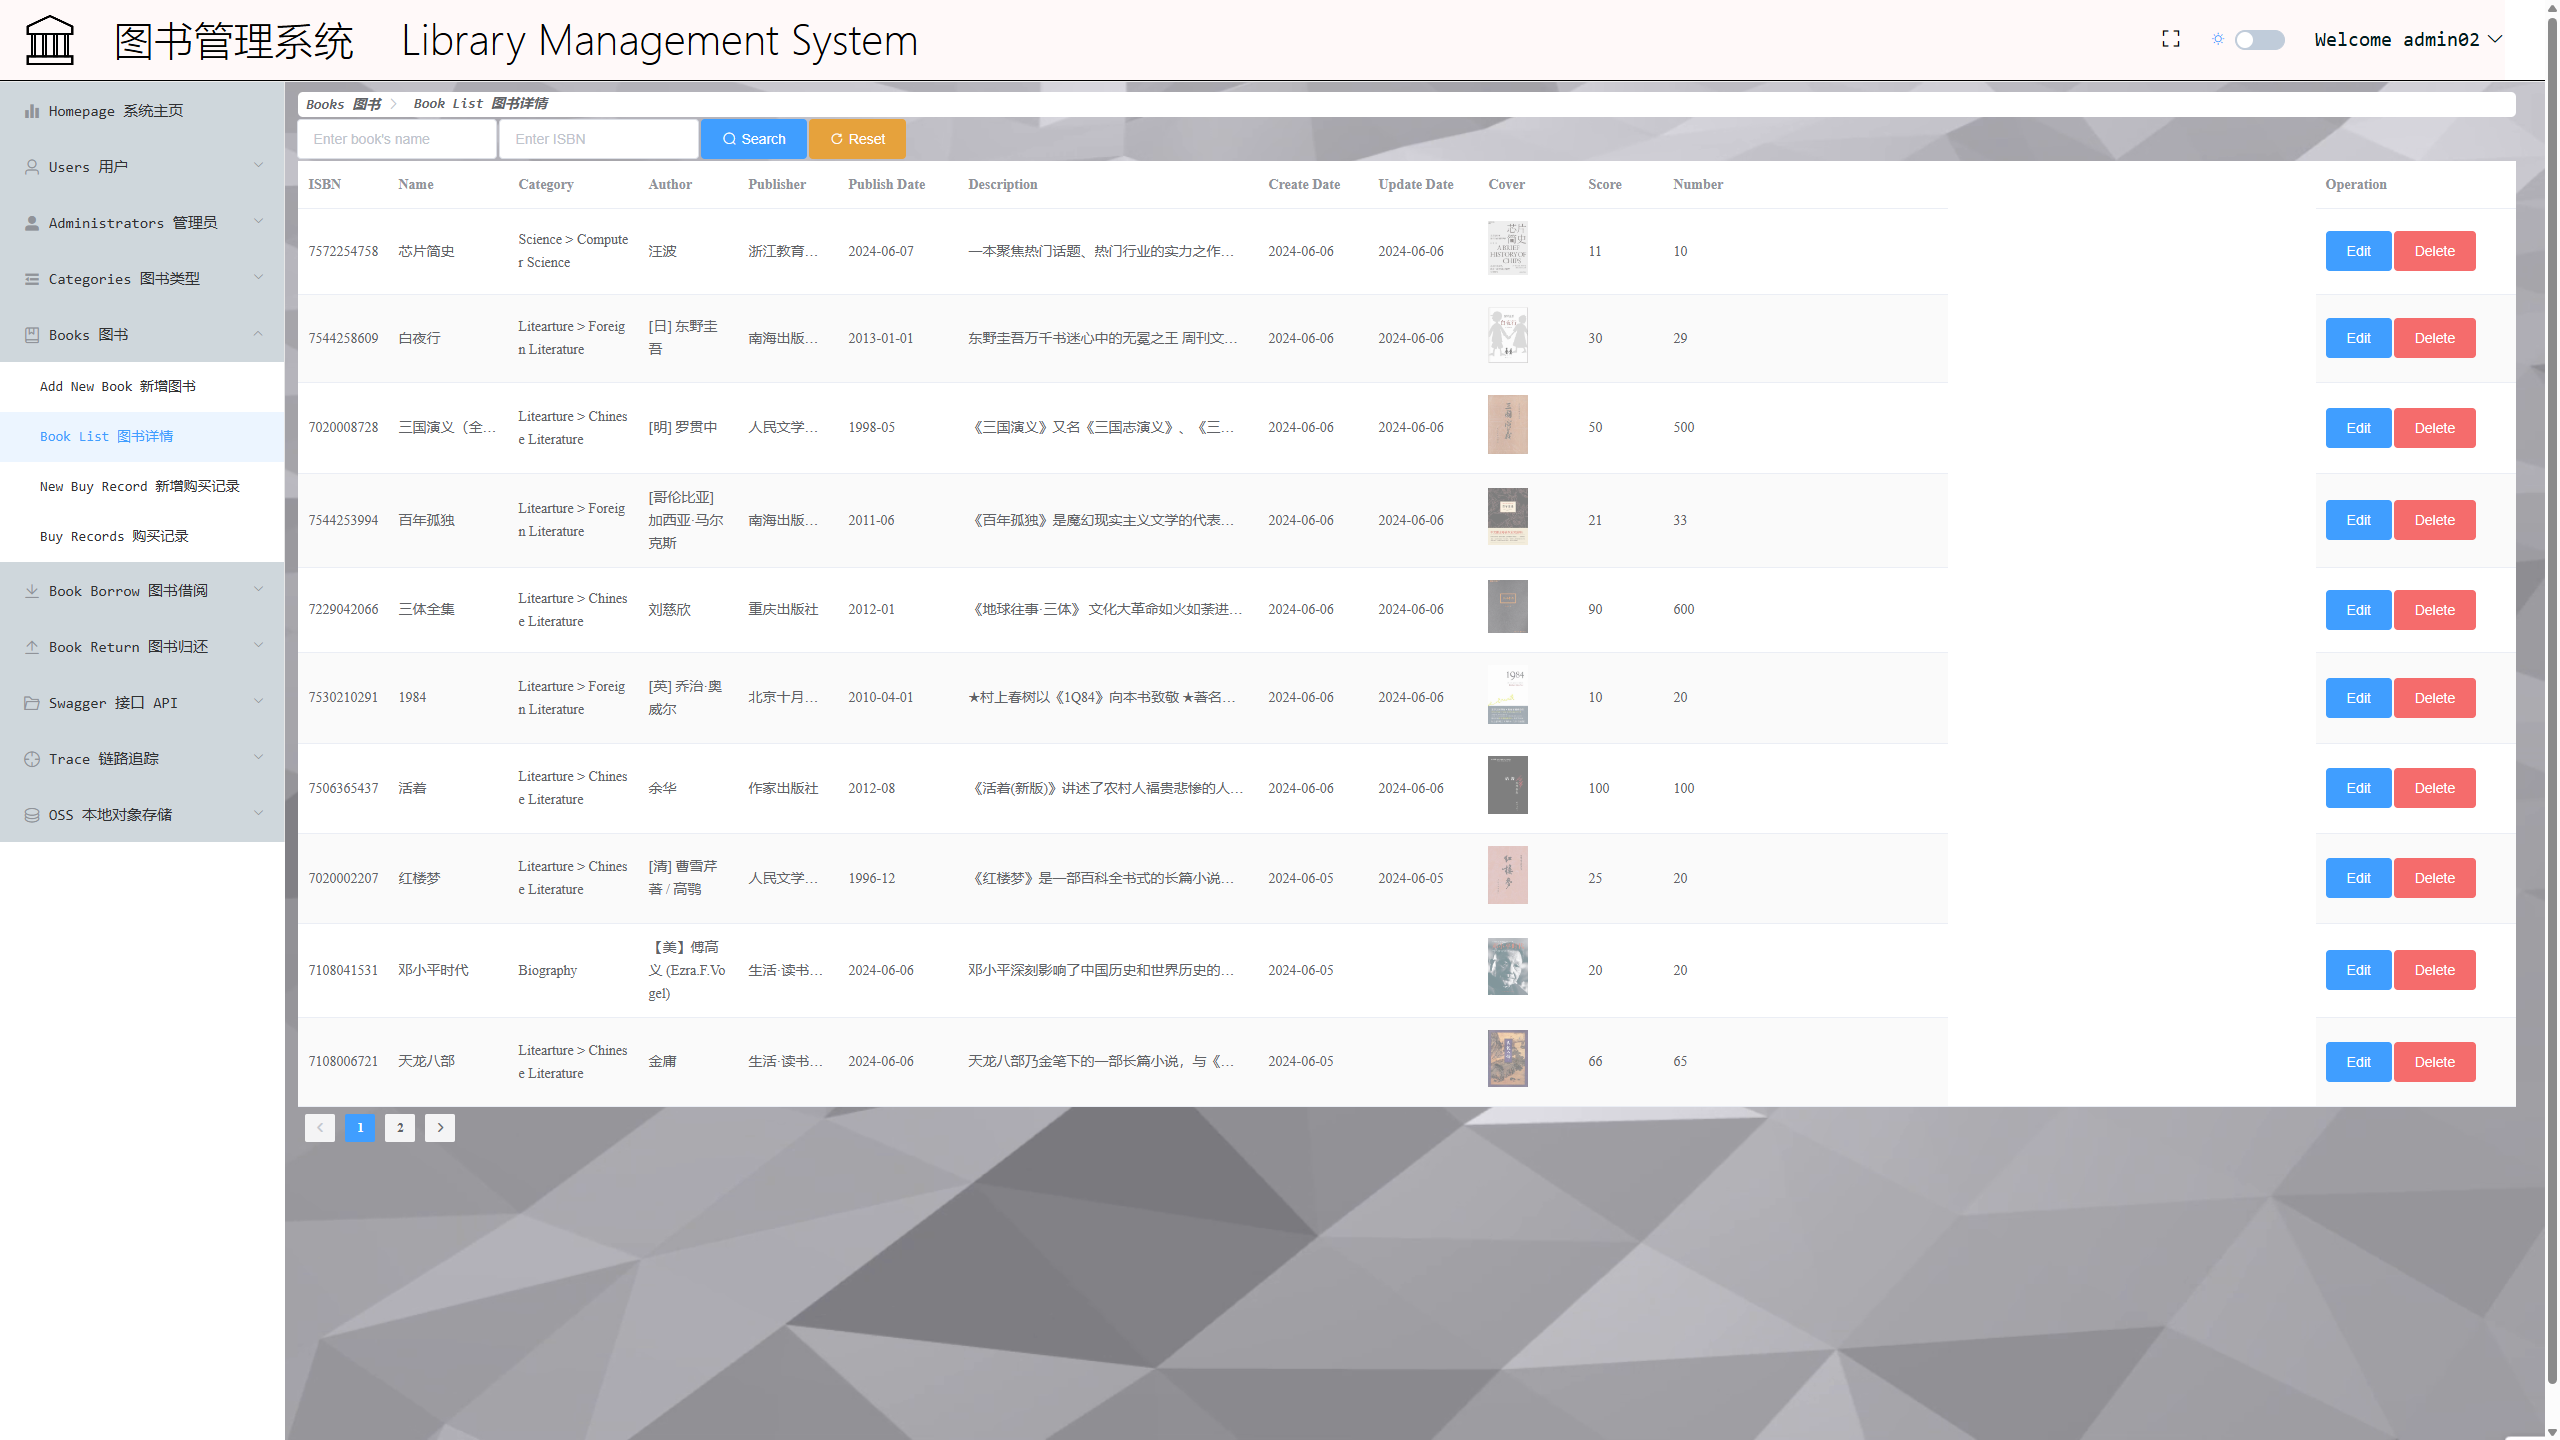 图书管理系统 Library Management System
Welcome admin02
Homepage 系统主页
Users 用户
Administrators 管理员
Categories 图书类型
Books 图书
Add New Book 新增图书
Book List 图书详情
New Buy Record 新增购买记录
Buy Records 购买记录
Book Borrow 图书借阅
Book Return 图书归还
Swagger 接口 API
Trace 链路追踪
OSS 本地对象存储
Books 图书 > Book List 图书详情
Enter book's name Enter ISBN Search Reset
ISBN Name Category Author Publisher Publish Date Description Create Date Update Date Cover Score Number Operation
7572254758 芯片简史 Science > Compute
r Science 汪波 浙江教育... 2024-06-07 一本聚焦热门话题、热门行业的实力之作... 2024-06-06 2024-06-06 芯片
简史
A BRIEF
HISTORY OF
CHIPS 11 10 Edit Delete
7544258609 白夜行 Litearture > Foreig
n Literature [日] 东野圭
吾 南海出版... 2013-01-01 东野圭吾万千书迷心中的无冕之王 周刊文... 2024-06-06 2024-06-06 白夜行 30 29 Edit Delete
7020008728 三国演义（全... Litearture > Chines
e Literature [明] 罗贯中 人民文学... 1998-05 《三国演义》又名《三国志演义》、《三... 2024-06-06 2024-06-06 50 500 Edit Delete
7544253994 百年孤独 Litearture > Foreig
n Literature [哥伦比亚]
加西亚·马尔
克斯 南海出版... 2011-06 《百年孤独》是魔幻现实主义文学的代表... 2024-06-06 2024-06-06 21 33 Edit Delete
7229042066 三体全集 Litearture > Chines
e Literature 刘慈欣 重庆出版社 2012-01 《地球往事·三体》 文化大革命如火如荼进... 2024-06-06 2024-06-06 90 600 Edit Delete
7530210291 1984 Litearture > Foreig
n Literature [英] 乔治·奥
威尔 北京十月... 2010-04-01 ★村上春树以《1Q84》向本书致敬 ★著名... 2024-06-06 2024-06-06 1984 10 20 Edit Delete
7506365437 活着 Litearture > Chines
e Literature 余华 作家出版社 2012-08 《活着(新版)》讲述了农村人福贵悲惨的人... 2024-06-06 2024-06-06 100 100 Edit Delete
7020002207 红楼梦 Litearture > Chines
e Literature [清] 曹雪芹
著 / 高鹗 人民文学... 1996-12 《红楼梦》是一部百科全书式的长篇小说... 2024-06-05 2024-06-05 红楼梦 25 20 Edit Delete
7108041531 邓小平时代 Biography 【美】傅高
义 (Ezra.F.Vo
gel) 生活·读书... 2024-06-06 邓小平深刻影响了中国历史和世界历史的... 2024-06-05 20 20 Edit Delete
7108006721 天龙八部 Litearture > Chines
e Literature 金庸 生活·读书... 2024-06-06 天龙八部乃金笔下的一部长篇小说，与《... 2024-06-05 66 65 Edit Delete
< 1 2 >